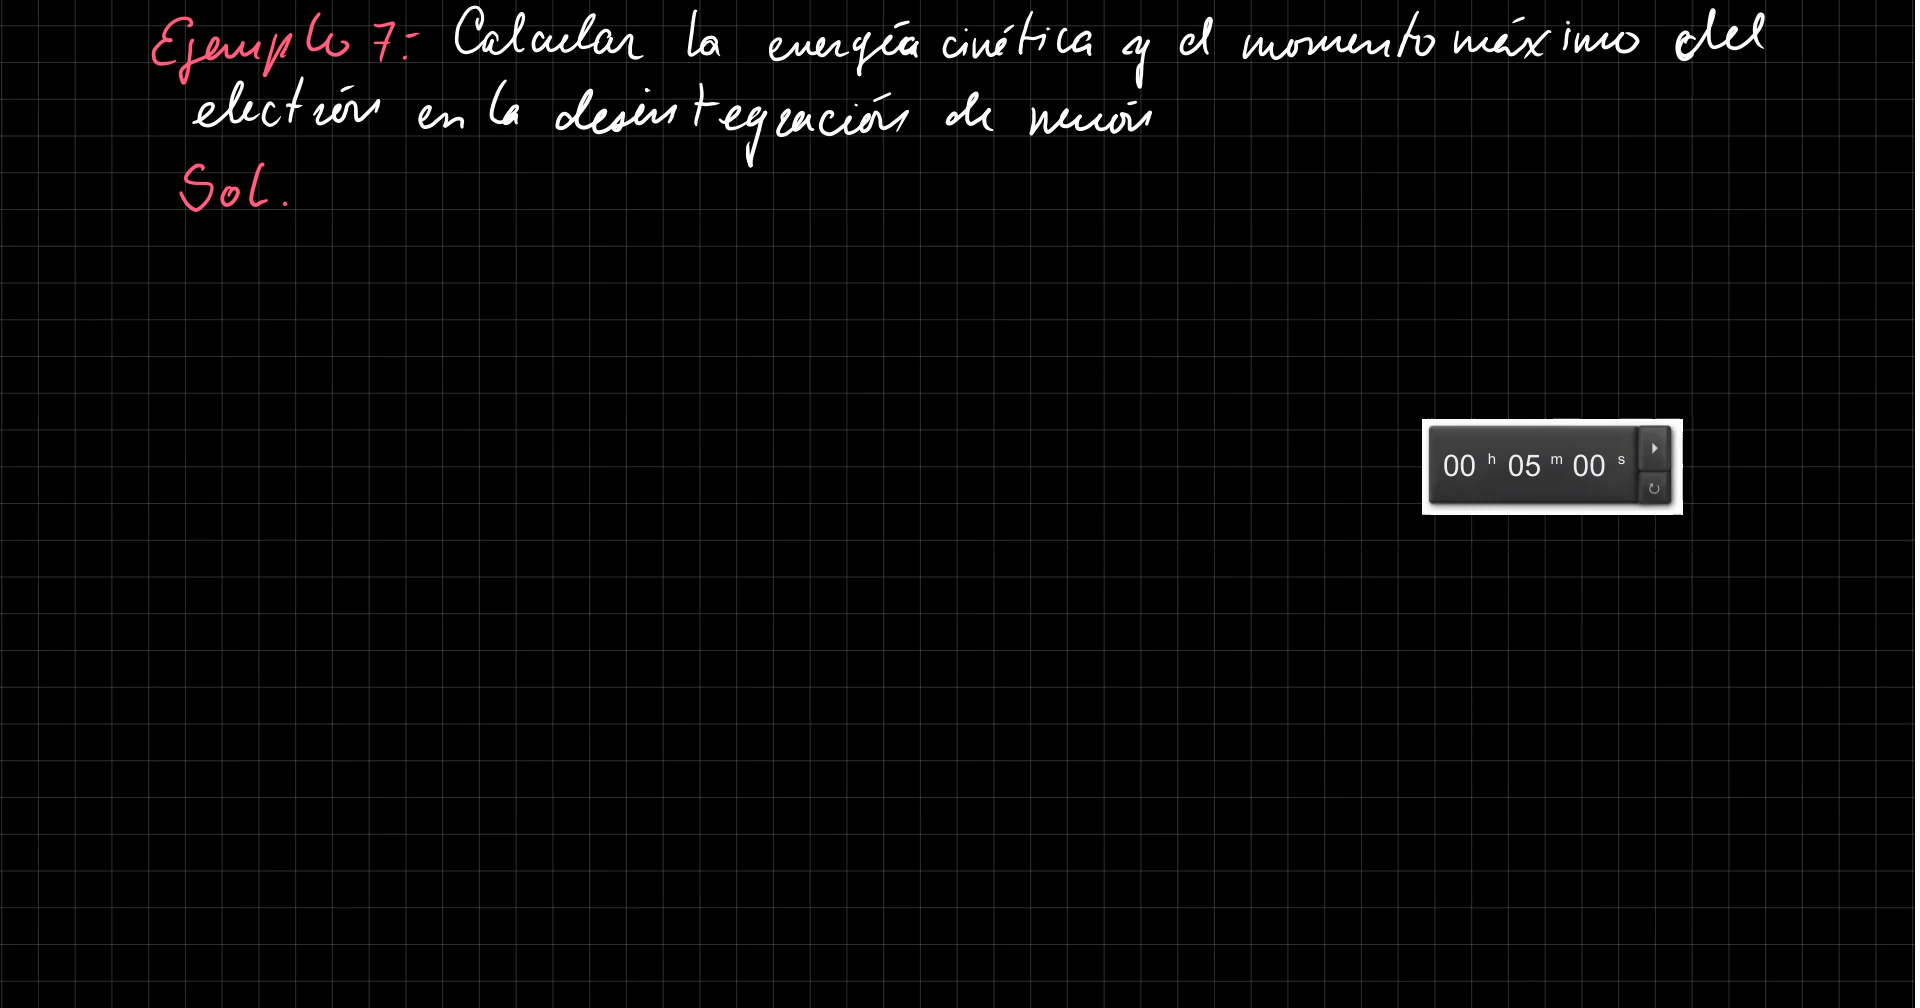 Ejemplo 7: Calcular la energía cinética y el momento máximo del
electrón en la desintegración de
Sol.
00 h 05 m 00 s